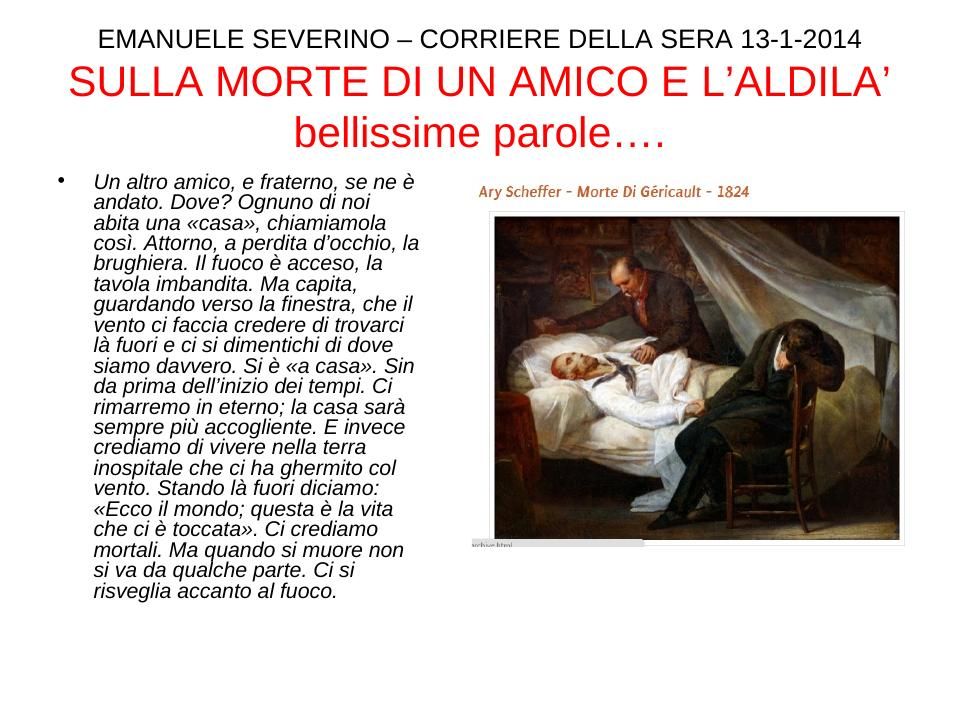 EMANUELE SEVERINO – CORRIERE DELLA SERA 13-1-2014
SULLA MORTE DI UN AMICO E L’ALDILA’
bellissime parole….
• Un altro amico, e fraterno, se ne è
andato. Dove? Ognuno di noi
abita una «casa», chiamiamola
così. Attorno, a perdita d’occhio, la
brughiera. Il fuoco è acceso, la
tavola imbandita. Ma capita,
guardando verso la finestra, che il
vento ci faccia credere di trovarci
là fuori e ci si dimentichi di dove
siamo davvero. Si è «a casa». Sin
da prima dell’inizio dei tempi. Ci
rimarremo in eterno; la casa sarà
sempre più accogliente. E invece
crediamo di vivere nella terra
inospitale che ci ha ghermito col
vento. Stando là fuori diciamo:
«Ecco il mondo; questa è la vita
che ci è toccata». Ci crediamo
mortali. Ma quando si muore non
si va da qualche parte. Ci si
risveglia accanto al fuoco.
Ary Scheffer - Morte Di Géricault - 1824